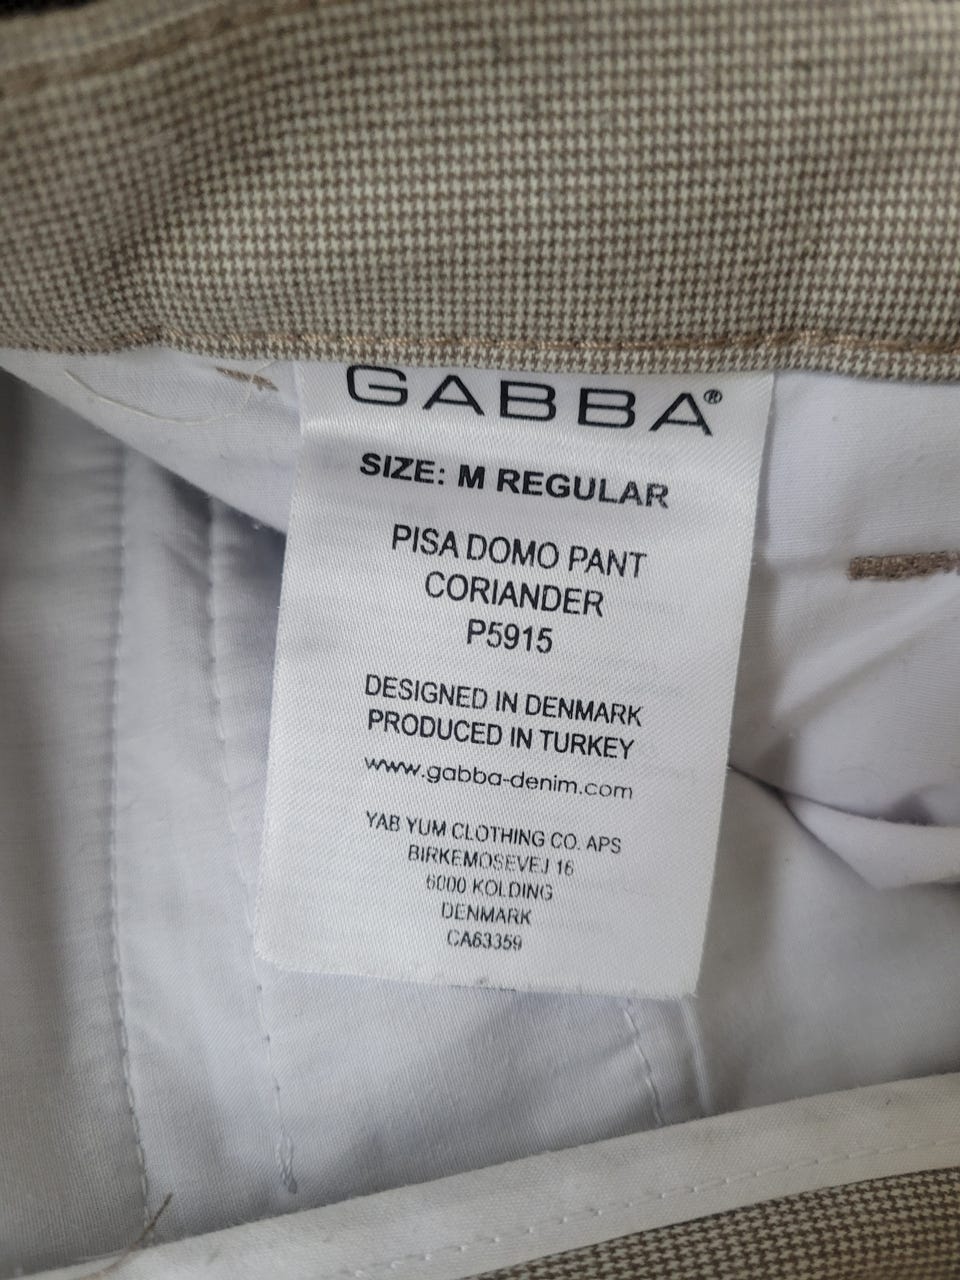 GABBA®
SIZE: M REGULAR
PISA DOMO PANT
CORIANDER
P5915
DESIGNED IN DENMARK
PRODUCED IN TURKEY
www.gabba-denim.com
YAB YUM CLOTHING CO. APS
BIRKEMOSEVEJ 16
6000 KOLDING
DENMARK
CA63359